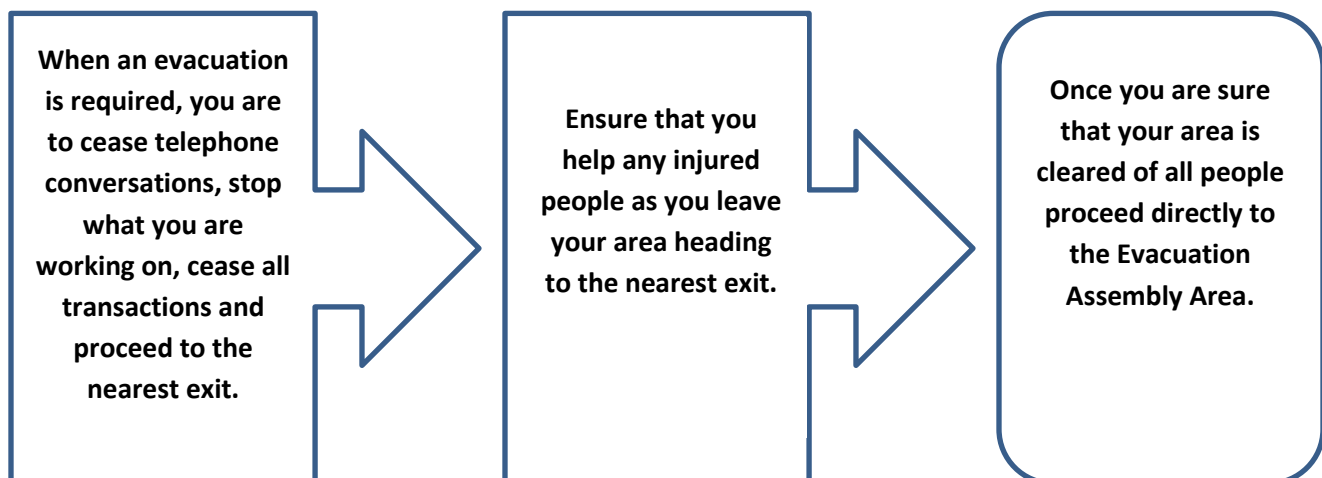 When an evacuation
is required, you are
to cease telephone
conversations, stop
what you are
working on, cease all
transactions and
proceed to the
nearest exit.
Ensure that you
help any injured
people as you leave
your area heading
to the nearest exit.
Once you are sure
that your area is
cleared of all people
proceed directly to
the Evacuation
Assembly Area.